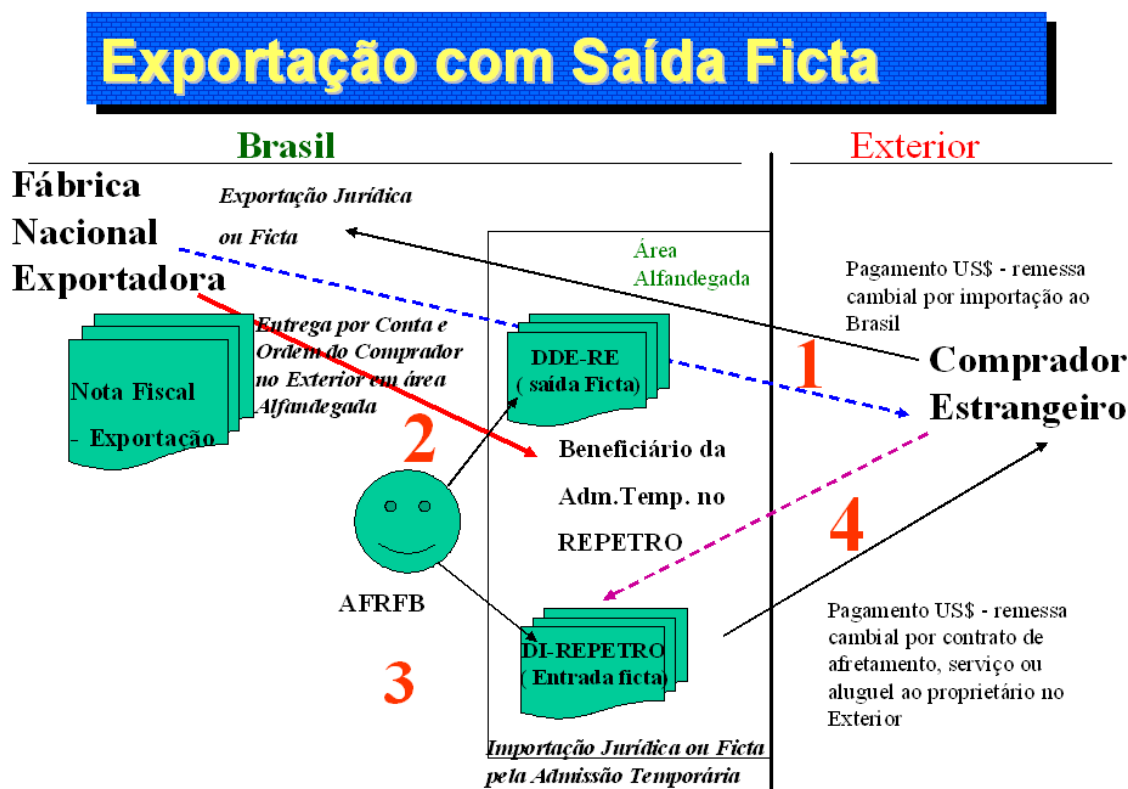 Exportação com Saída Ficta
Brasil
Exterior
Fábrica
Nacional
Exportadora
Exportação Jurídica
ou Ficta
Área
Alfandegada
Pagamento US$ - remessa
cambial por importação ao
Brasil
Entrega por Conta e
Ordem do Comprador
no Exterior em área
Alfandegada
Nota Fiscal
- Exportação
DDE-RE
( saída Ficta)
1
Comprador
Estrangeiro
2
Beneficiário da
Adm.Temp. no
REPETRO
4
AFRFB
3
DI-REPETRO
( Entrada ficta)
Pagamento US$ - remessa
cambial por contrato de
afretamento, serviço ou
aluguel ao proprietário no
Exterior
Importação Jurídica ou Ficta
pela Admissão Temporária